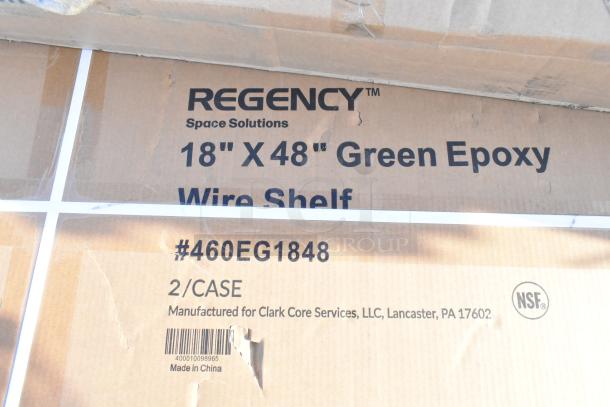 REGENCY™
Space Solutions
18" X 48" Green Epoxy
Wire Shelf
#460EG1848
2/CASE
Manufactured for Clark Core Services, LLC, Lancaster, PA 17602
NSF®
400010098965
Made in China